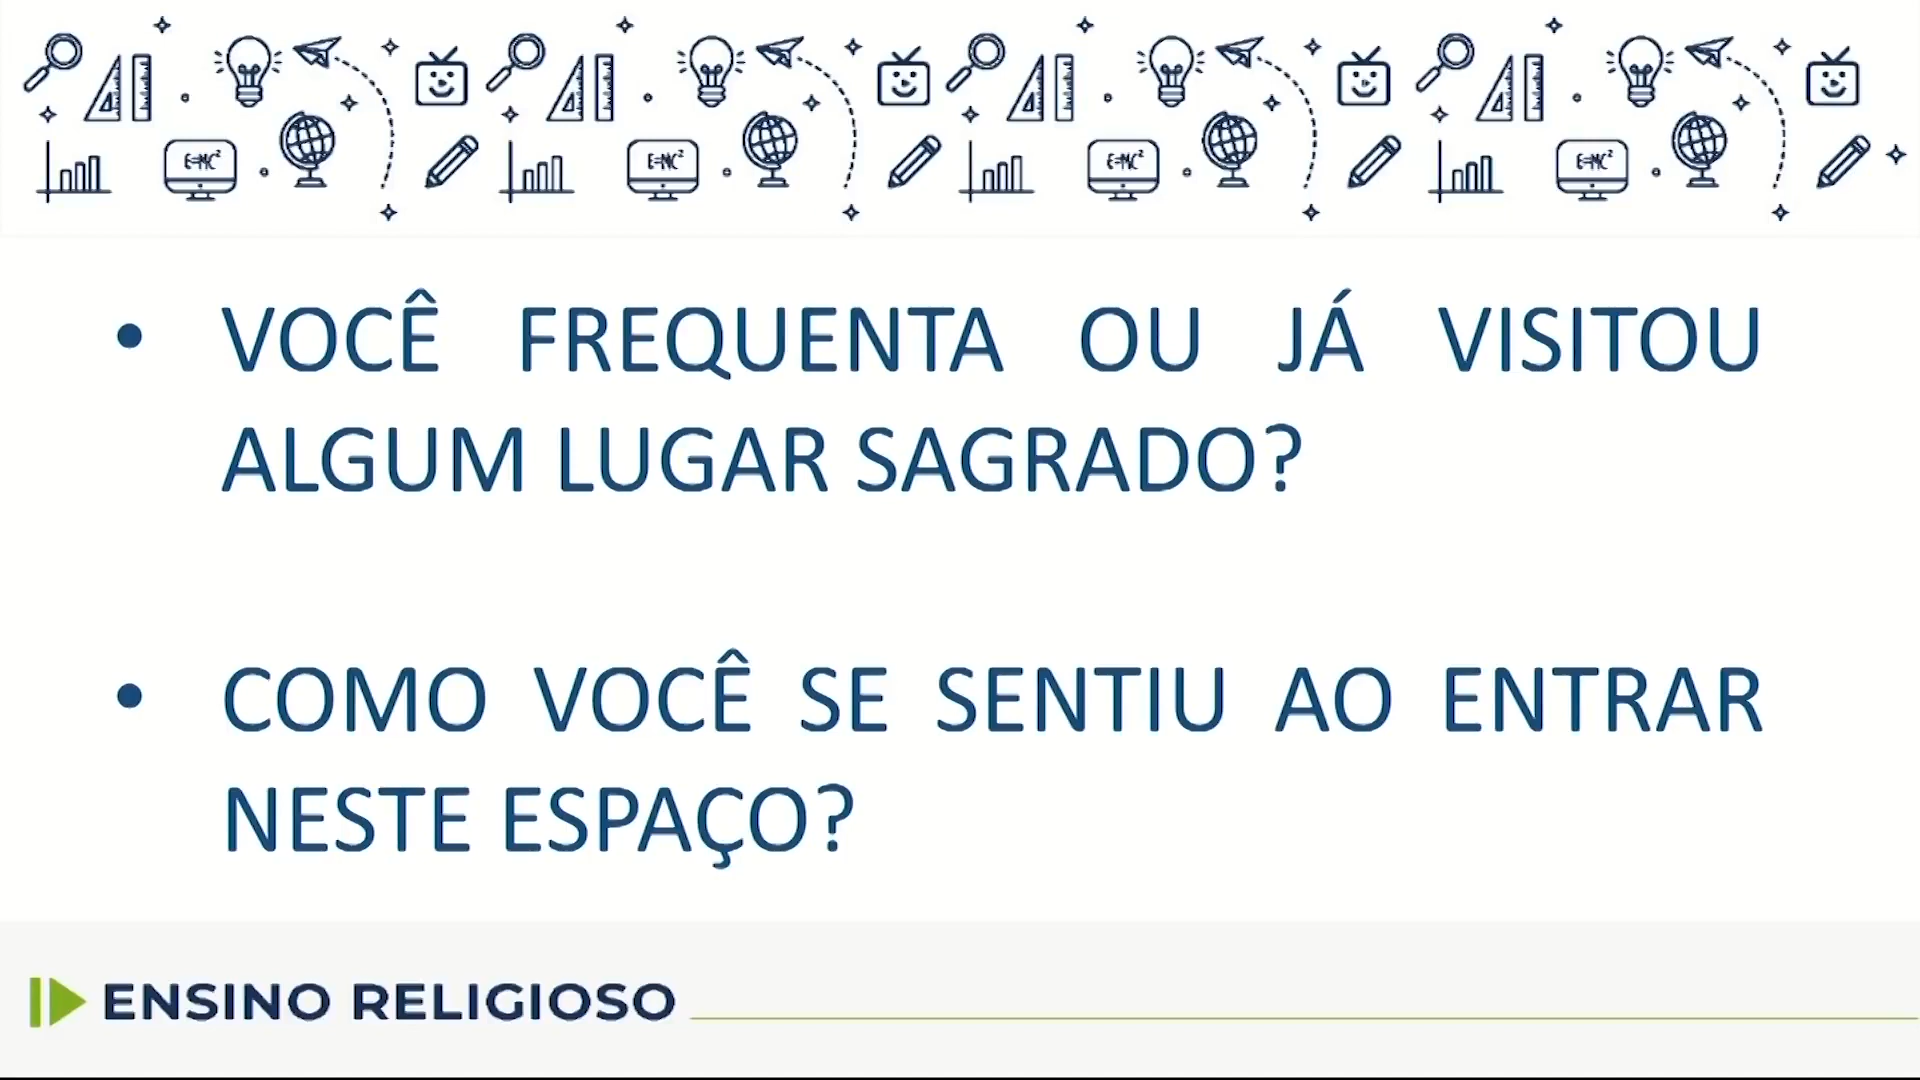 E=MC²
E=MC²
E=MC²
E=MC²
• VOCÊ FREQUENTA OU JÁ VISITOU
ALGUM LUGAR SAGRADO?
• COMO VOCÊ SE SENTIU AO ENTRAR
NESTE ESPAÇO?
ENSINO RELIGIOSO